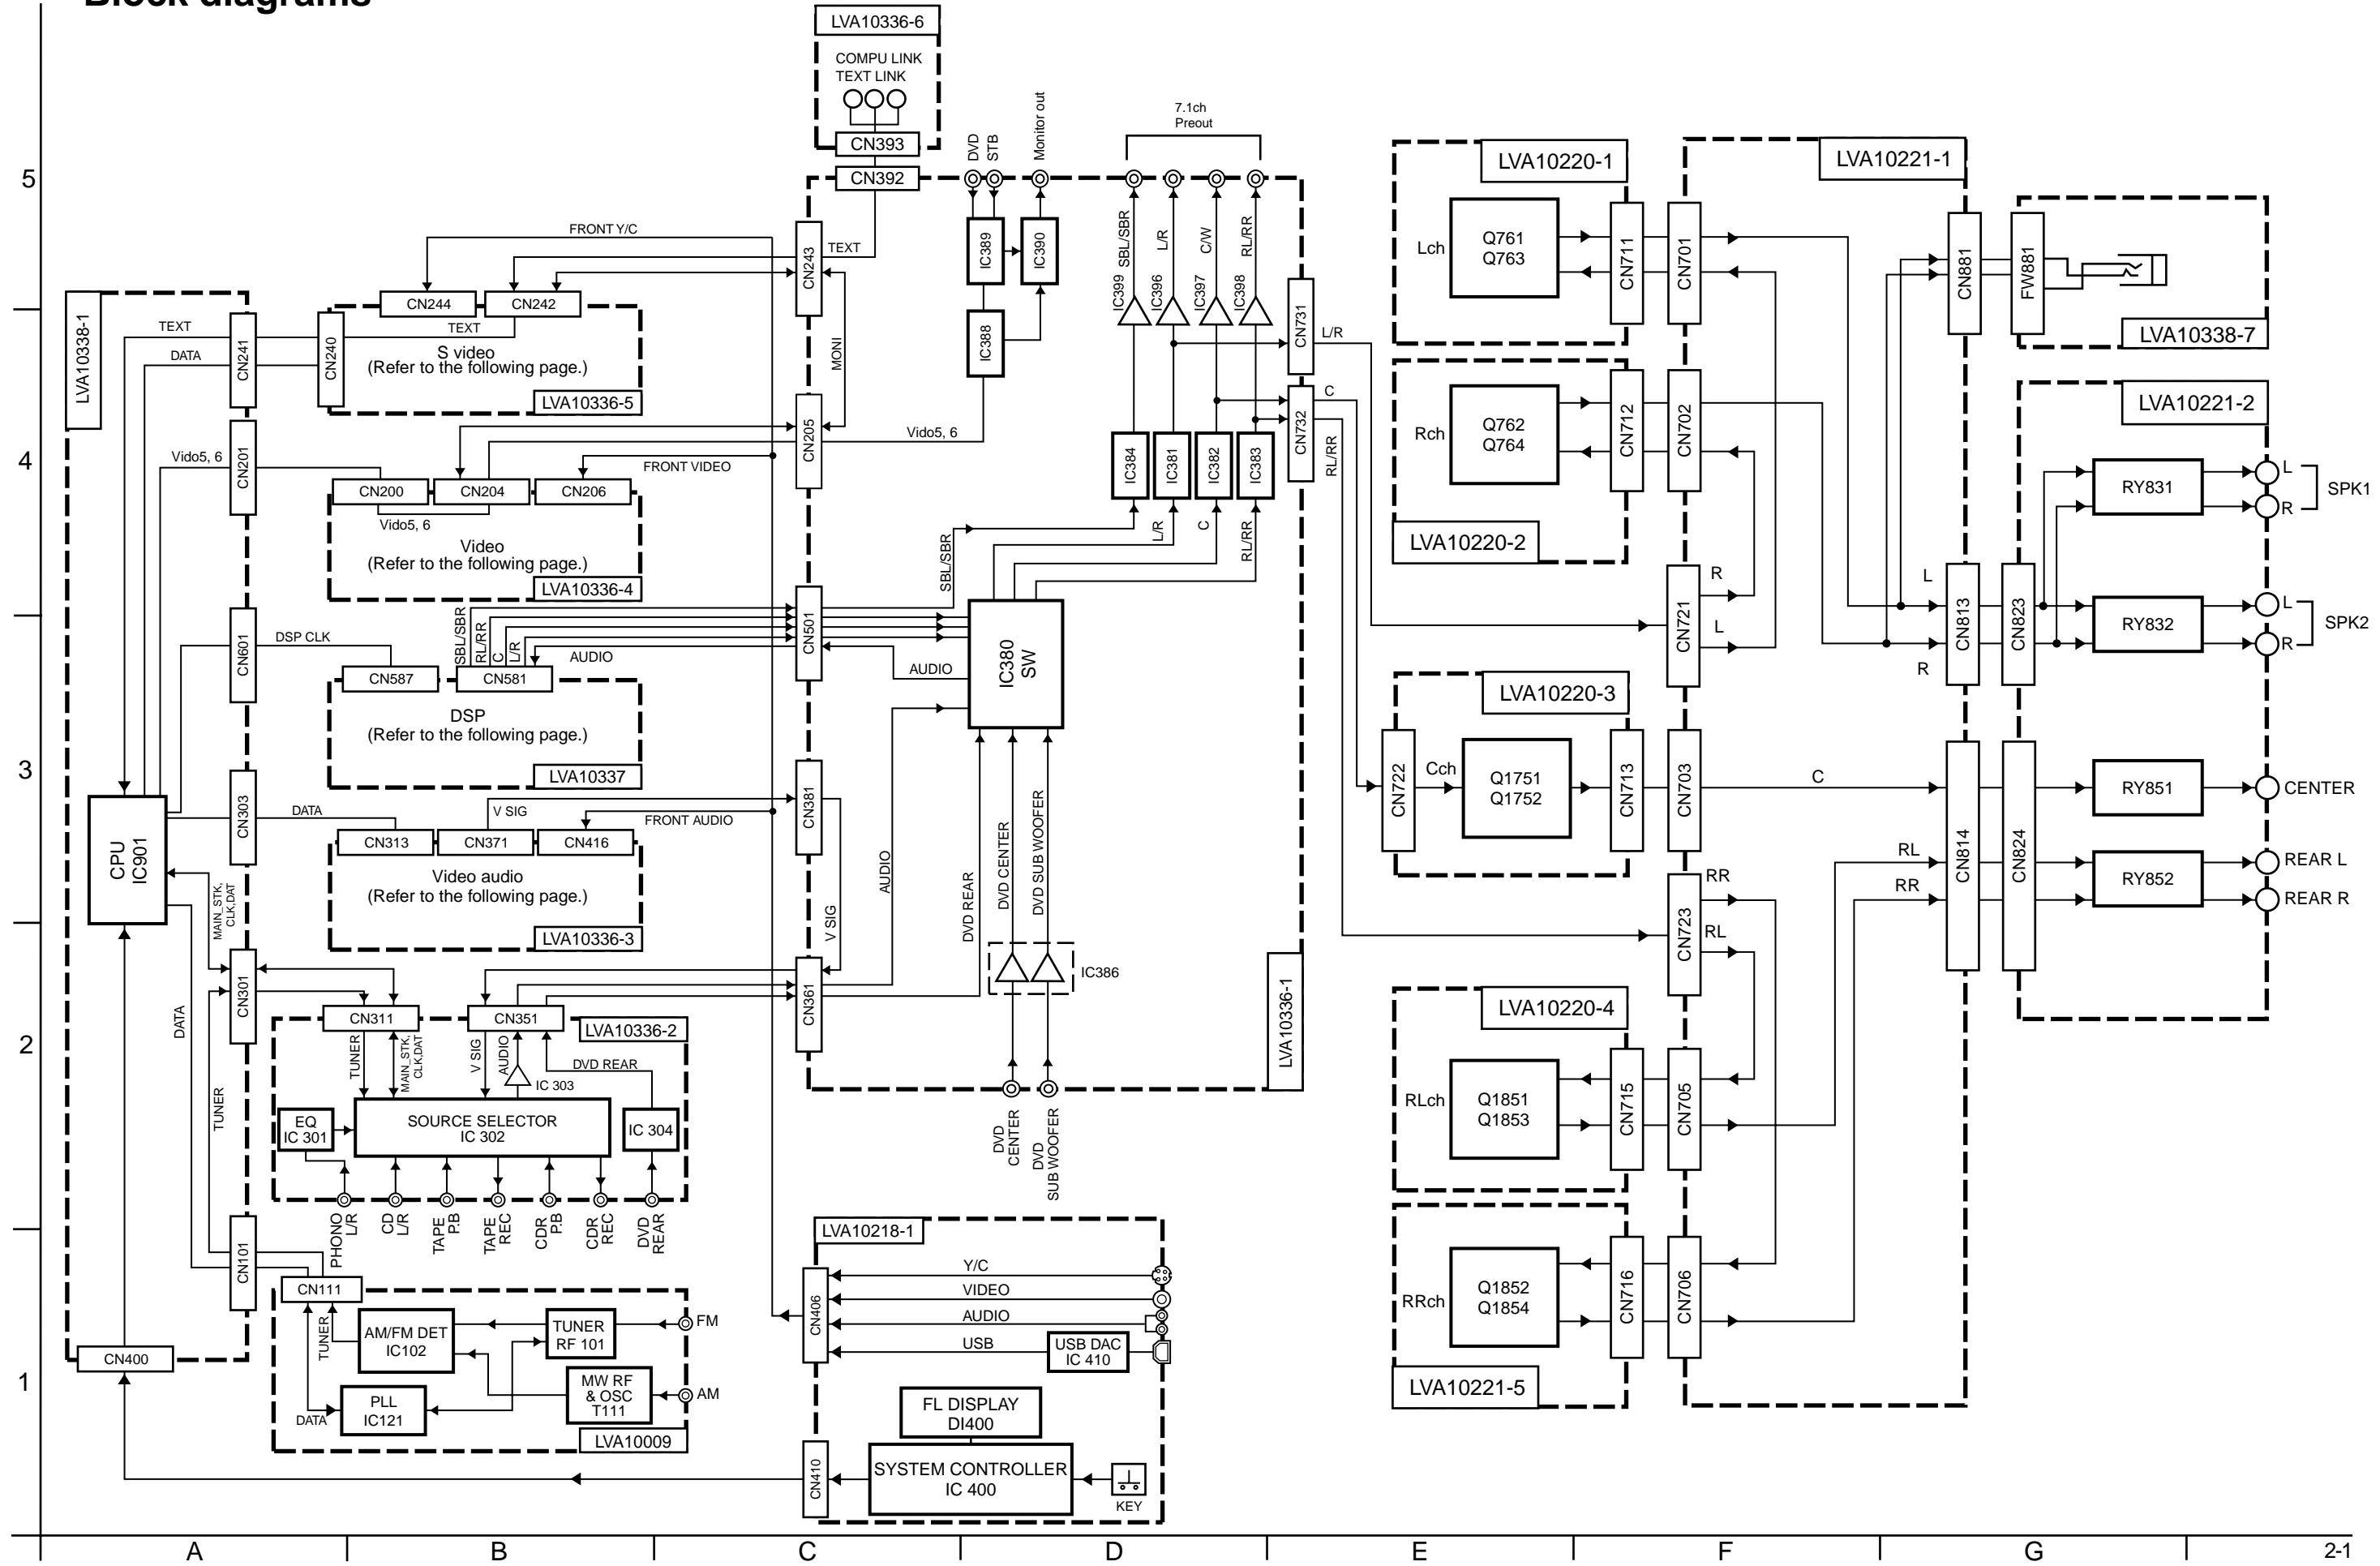 Block diagrams
LVA10336-6
COMPU LINK
TEXT LINK
CN393
CN392
DVD
STB
Monitor out
7.1ch
Preout
5
4
3
2
1
FRONT Y/C
CN243
TEXT
CN244
CN242
LVA10338-1
TEXT
DATA
CN241
CN240
TEXT
S video
(Refer to the following page.)
LVA10336-5
MONI
IC389
IC390
IC388
SBL/SBR
L/R
C/W
RL/RR
IC399
IC396
IC397
IC398
CN731
L/R
CN732
C
RL/RR
CN205
Vido5, 6
Vido5, 6
CN201
FRONT VIDEO
CN200
CN204
CN206
Vido5, 6
Video
(Refer to the following page.)
LVA10336-4
IC384
IC381
IC382
IC383
SBL/SBR
L/R
C
RL/RR
CN601
DSP CLK
SBL/SBR
RL/RR
C
L/R
AUDIO
CN501
AUDIO
IC380
SW
CN587
CN581
DSP
(Refer to the following page.)
LVA10337
CPU
IC901
CN303
DATA
V SIG
FRONT AUDIO
CN381
CN313
CN371
CN416
Video audio
(Refer to the following page.)
LVA10336-3
MAIN_STK,
CLK,DAT
V SIG
AUDIO
DVD REAR
DVD CENTER
DVD SUB WOOFER
IC386
LVA10336-1
CN301
CN361
DATA
TUNER
CN311
CN351
LVA10336-2
TUNER
MAIN_STK,
CLK,DAT
V SIG
AUDIO
IC 303
DVD REAR
EQ
IC 301
SOURCE SELECTOR
IC 302
IC 304
PHONO
L/R
CD
L/R
TAPE
P.B
TAPE
REC
CDR
P.B
CDR
REC
DVD
REAR
DVD
CENTER
DVD
SUB WOOFER
CN101
CN111
TUNER
AM/FM DET
IC102
TUNER
RF 101
FM
MW RF
& OSC
T111
AM
PLL
IC121
DATA
LVA10009
CN400
LVA10218-1
CN406
Y/C
VIDEO
AUDIO
USB
USB DAC
IC 410
FL DISPLAY
DI400
CN410
SYSTEM CONTROLLER
IC 400
KEY
LVA10220-1
Lch
Q761
Q763
CN711
CN701
LVA10221-1
CN881
FW881
LVA10338-7
Rch
Q762
Q764
CN712
CN702
LVA10220-2
LVA10221-2
RY831
L
R
SPK1
CN721
R
L
L
R
CN813
CN823
RY832
L
R
SPK2
LVA10220-3
CN722
Cch
Q1751
Q1752
CN713
CN703
C
CN814
CN824
RY851
CENTER
RL
RR
RY852
REAR L
REAR R
CN723
RR
RL
LVA10220-4
RLch
Q1851
Q1853
CN715
CN705
RRch
Q1852
Q1854
CN716
CN706
LVA10221-5
A
B
C
D
E
F
G
2-1